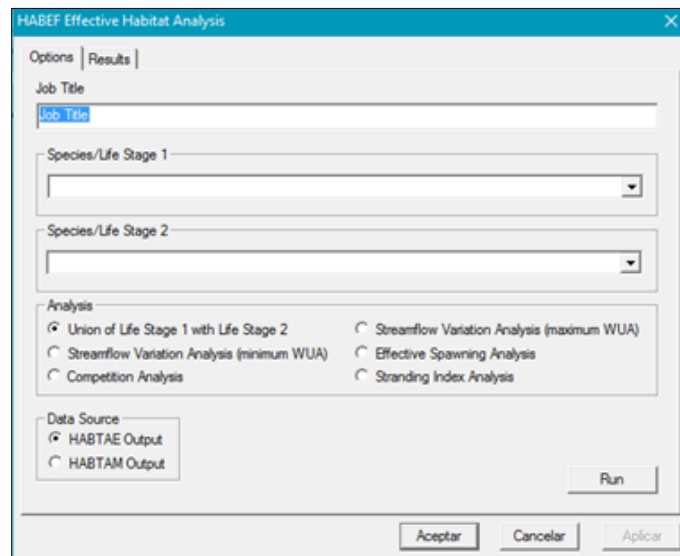 HABEF Effective Habitat Analysis
Options Results
Job Title
Job Title
Species/Life Stage 1
Species/Life Stage 2
Analysis
Union of Life Stage 1 with Life Stage 2 Streamflow Variation Analysis (maximum WUA)
Streamflow Variation Analysis (minimum WUA) Effective Spawning Analysis
Competition Analysis Stranding Index Analysis
Data Source
HABTAE Output
HABTAM Output
Run
Aceptar Cancelar Aplicar